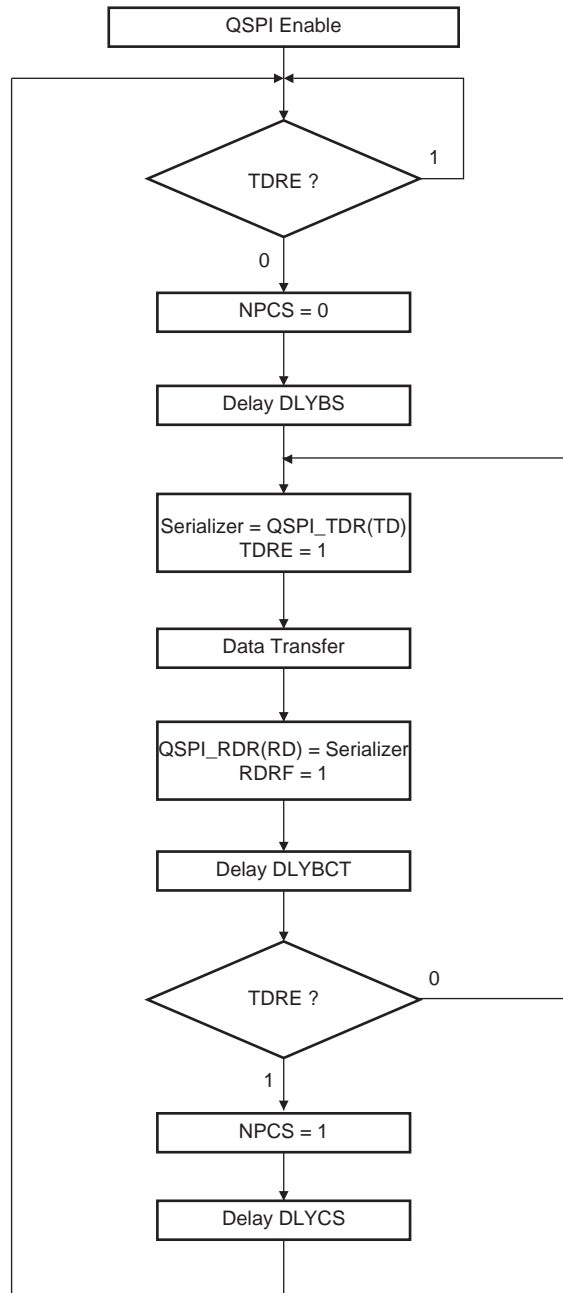 QSPI Enable
TDRE ?
1
0
NPCS = 0
Delay DLYBS
Serializer = QSPI_TDR(TD)
TDRE = 1
Data Transfer
QSPI_RDR(RD) = Serializer
RDRF = 1
Delay DLYBCT
TDRE ?
0
1
NPCS = 1
Delay DLYCS